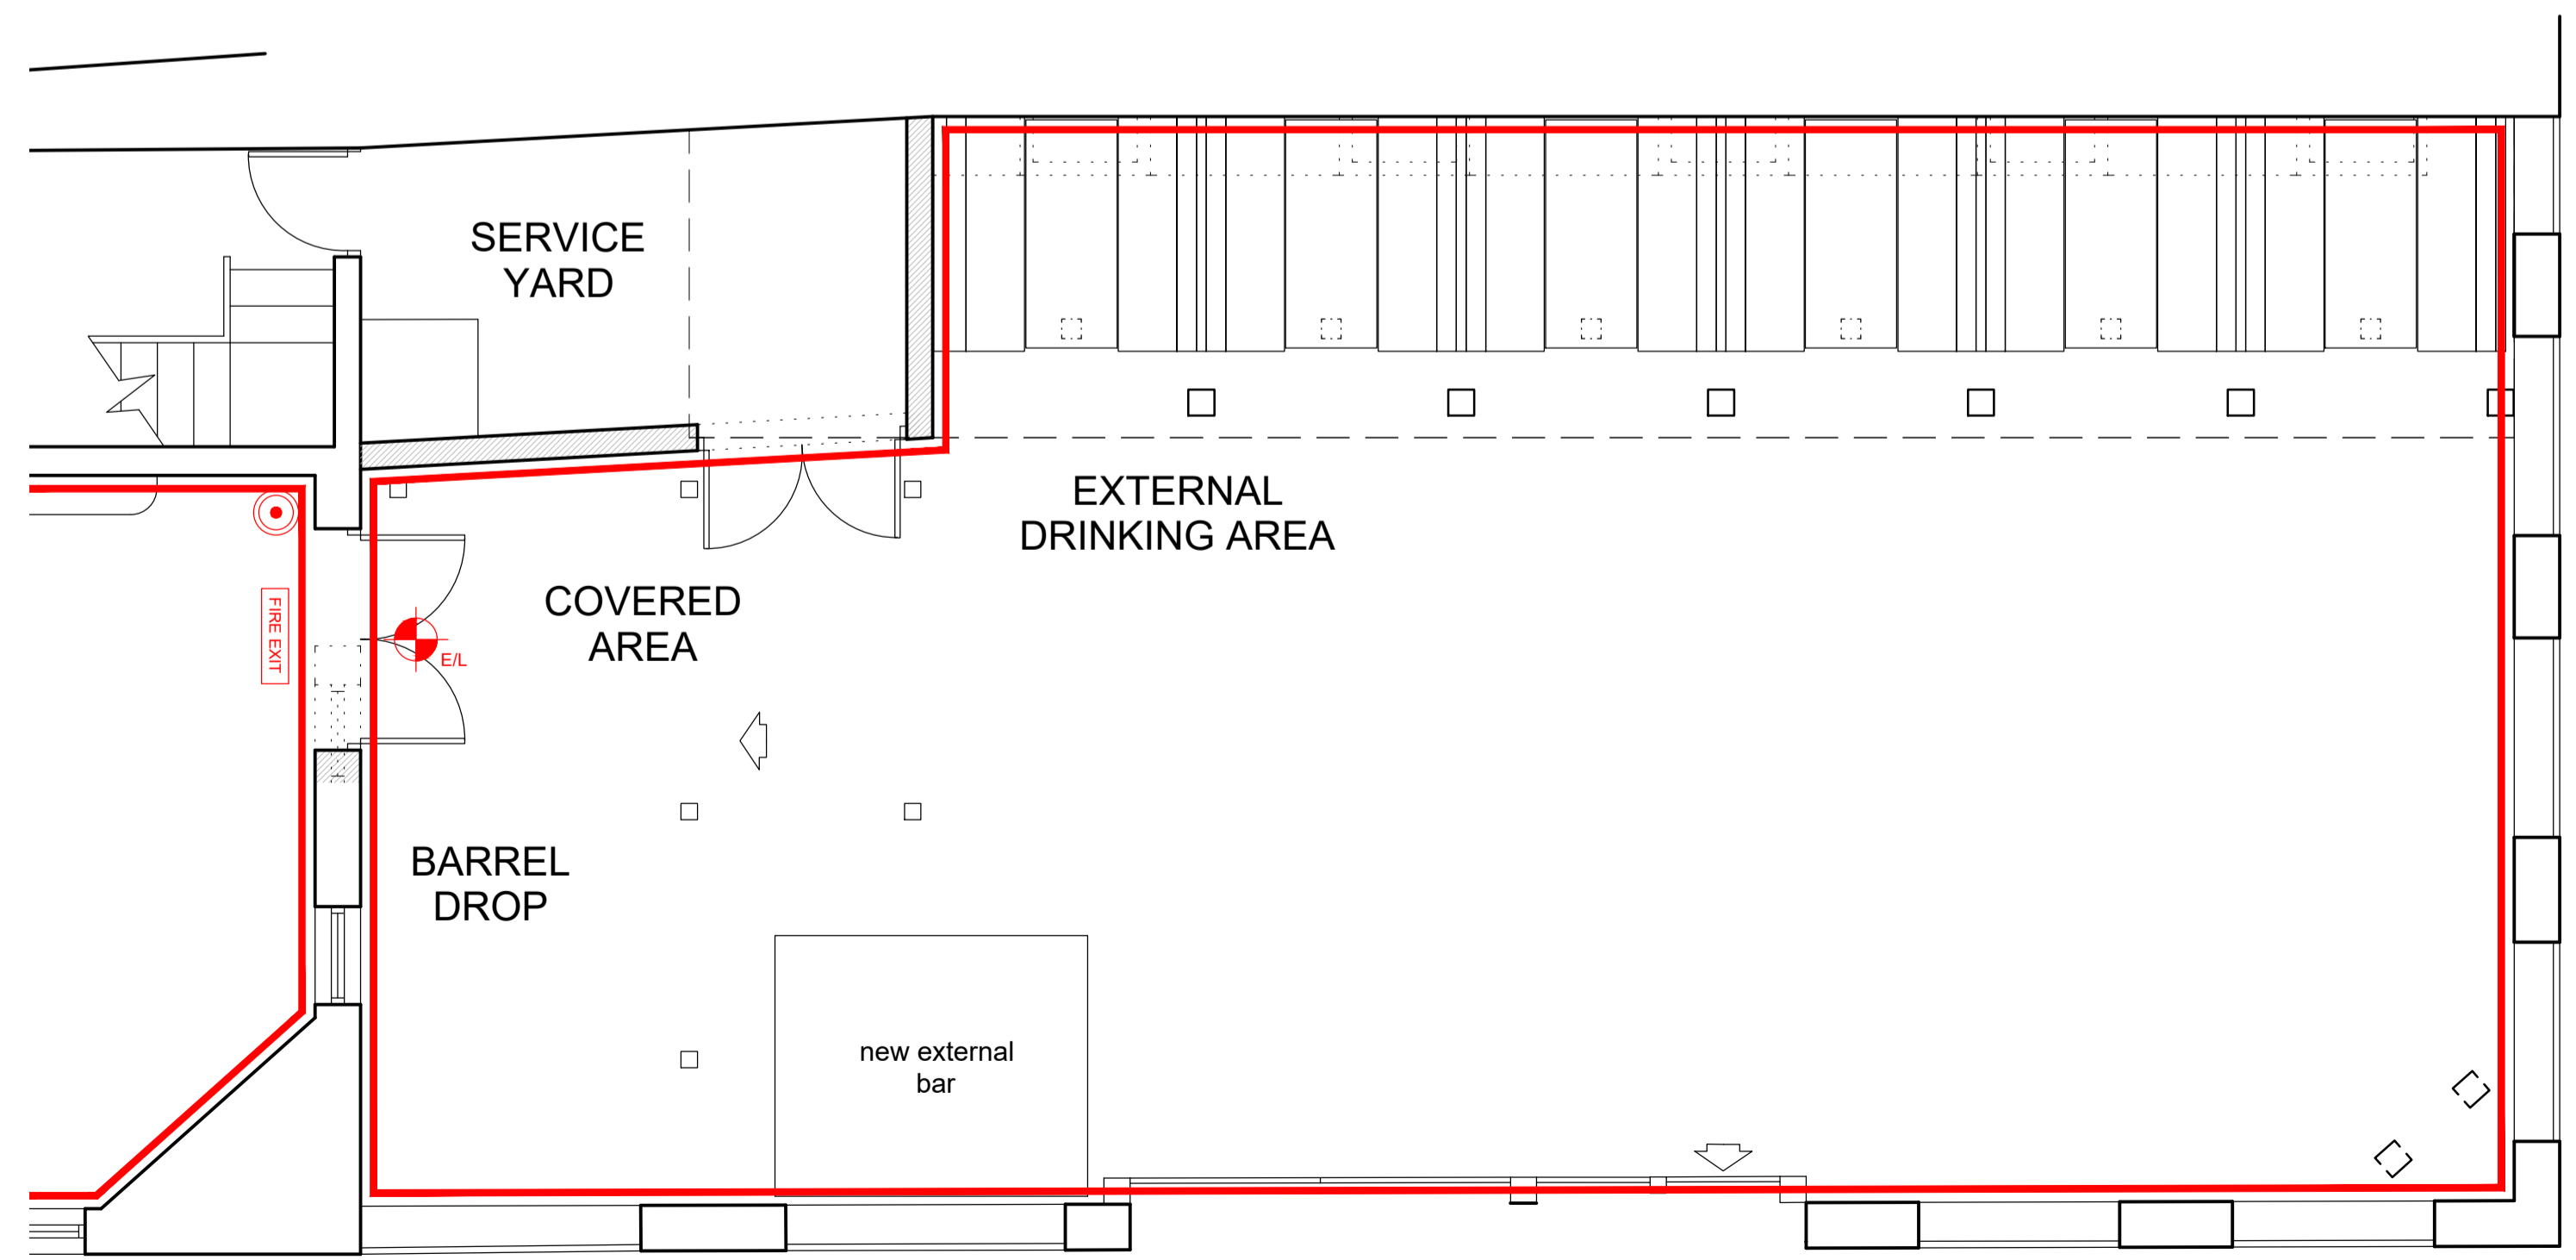 SERVICE
YARD
EXTERNAL
DRINKING AREA
FIRE EXIT
COVERED
AREA
E/L
BARREL
DROP
new external
bar